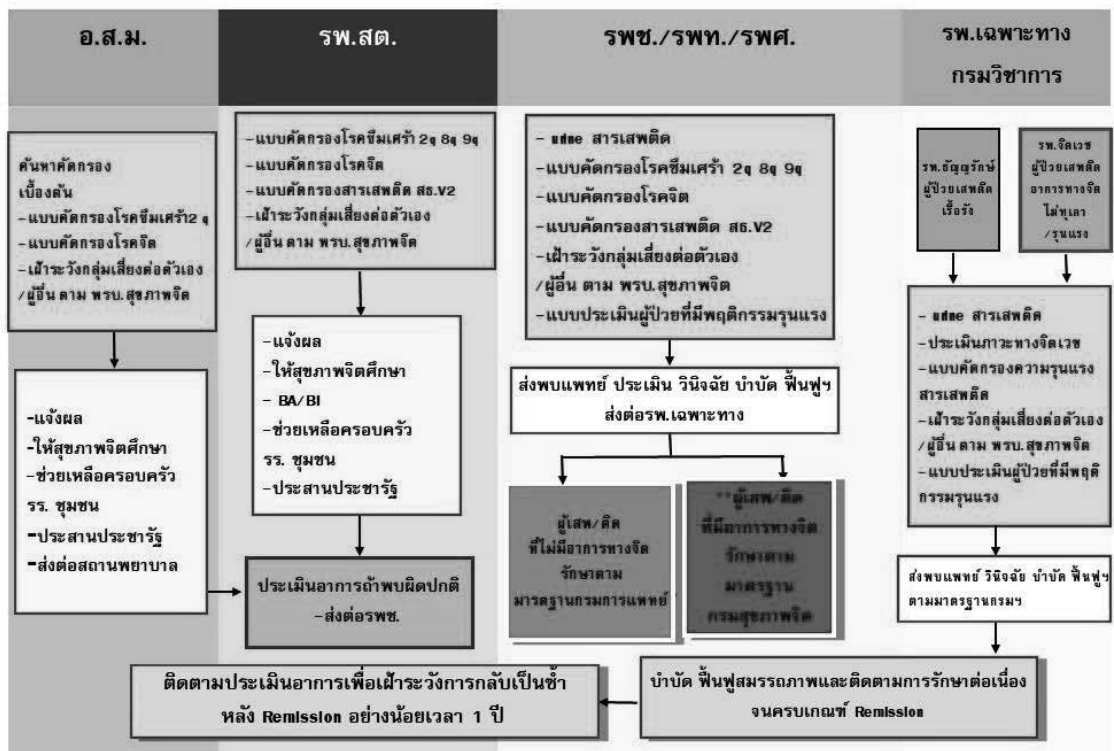 อ.ส.ม.
รพ.สต.
รพช./รพท./รพศ.
รพ.เฉพาะทาง
กรมวิชาการ
ค้นหาคัดกรอง
เบื้องต้น
-แบบคัดกรองโรคซึมเศร้า2 q
-แบบคัดกรองโรคจิต
-เฝ้าระวังกลุ่มเสี่ยงต่อตัวเอง
/ผู้อื่น ตาม พรบ.สุขภาพจิต
-แจ้งผล
-ให้สุขภาพจิตศึกษา
-ช่วยเหลือครอบครัว
รร. ชุมชน
-ประสานประชารัฐ
-ส่งต่อสถานพยาบาล
-แบบคัดกรองโรคซึมเศร้า 2q 8q 9q
-แบบคัดกรองโรคจิต
-แบบคัดกรองสารเสพติด สธ.V2
-เฝ้าระวังกลุ่มเสี่ยงต่อตัวเอง
/ผู้อื่น ตาม พรบ.สุขภาพจิต
-แจ้งผล
-ให้สุขภาพจิตศึกษา
- BA/BI
-ช่วยเหลือครอบครัว
รร. ชุมชน
-ประสานประชารัฐ
ประเมินอาการถ้าพบผิดปกติ
-ส่งต่อรพช.
- urine สารเสพติด
-แบบคัดกรองโรคซึมเศร้า 2q 8q 9q
-แบบคัดกรองโรคจิต
-แบบคัดกรองสารเสพติด สธ.V2
-เฝ้าระวังกลุ่มเสี่ยงต่อตัวเอง
/ผู้อื่น ตาม พรบ.สุขภาพจิต
-แบบประเมินผู้ป่วยที่มีพฤติกรรมรุนแรง
ส่งพบแพทย์ ประเมิน วินิจฉัย บำบัด ฟื้นฟูฯ
ส่งต่อรพ.เฉพาะทาง
ผู้เสพ/ติด
ที่ไม่มีอาการทางจิต
รักษาตาม
มารตฐานกรมการแพทย์
**ผู้เสพ/ติด
ที่มีอาการทางจิต
รักษาตาม
มาตรฐาน
กรมสุขภาพจิต
รพ.ธัญญรักษ์
ผู้ป่วยเสพติด
เรื้อรัง
รพ.จิตเวช
ผู้ป่วยเสพติด
อาการทางจิต
ไม่ทุเลา
/รุนแรง
- urine สารเสพติด
-ประเมินภาวะทางจิตเวช
-แบบคัดกรองความรุนแรง
สารเสพติด
-เฝ้าระวังกลุ่มเสี่ยงต่อตัวเอง
/ผู้อื่น ตาม พรบ.สุขภาพจิต
-แบบประเมินผู้ป่วยที่มีพฤติ
กรรมรุนแรง
ส่งพบแพทย์ วินิจฉัย บำบัด ฟื้นฟูฯ
ตามมาตรฐานกรมฯ
บำบัด ฟื้นฟูสมรรถภาพและติดตามการรักษาต่อเนื่อง
จนครบเกณฑ์ Remission
ติดตามประเมินอาการเพื่อเฝ้าระวังการกลับเป็นซ้ำ
หลัง Remission อย่างน้อยเวลา 1 ปี